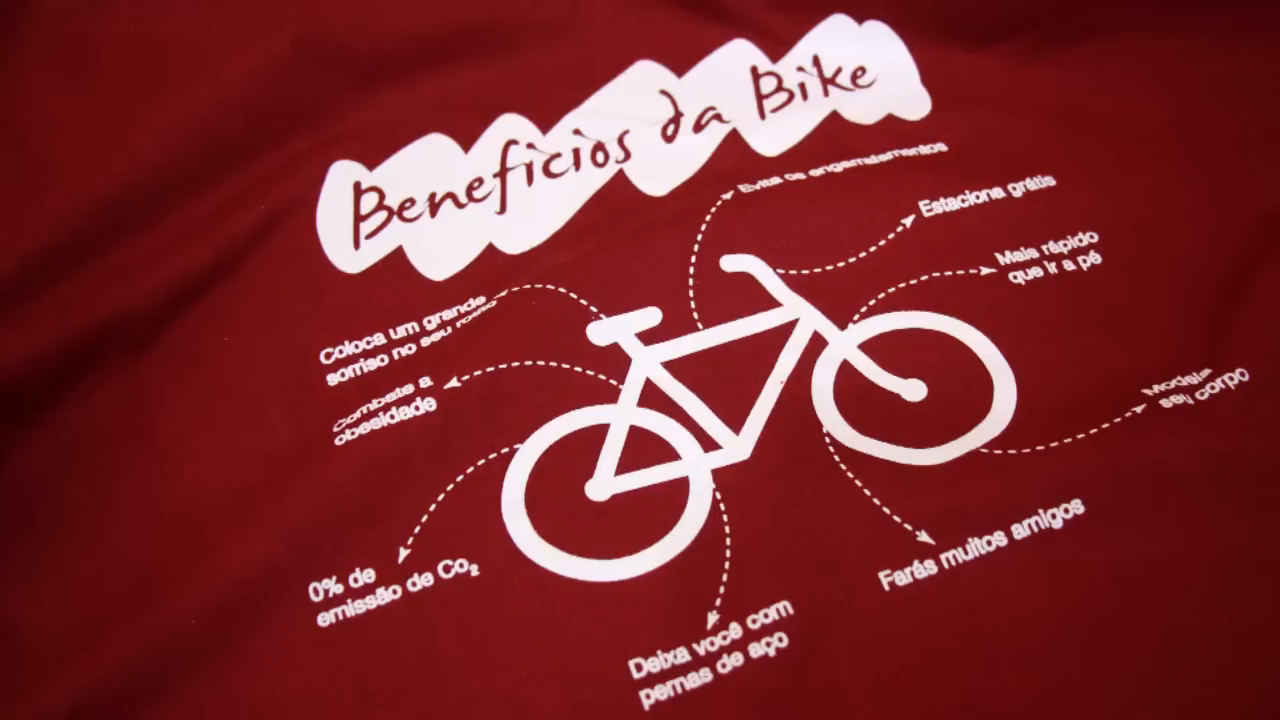 Beneficios da Bike
Evita os engarrafamentos
Estaciona grátis
Mais rápido
que ir a pé
Coloca um grande
sorriso no seu rosto
Combate a
obesidade
Modela
seu corpo
0% de
emissão de Co₂
Farás muitos amigos
Deixa você com
pernas de aço